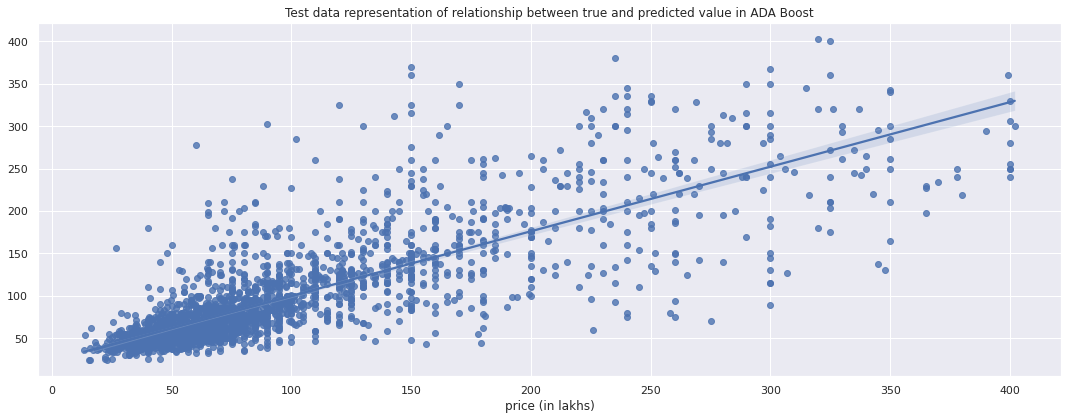 Test data representation of relationship between true and predicted value in ADA Boost
400
350
300
250
200
150
100
50
0 50 100 150 200 250 300 350 400
price (in lakhs)